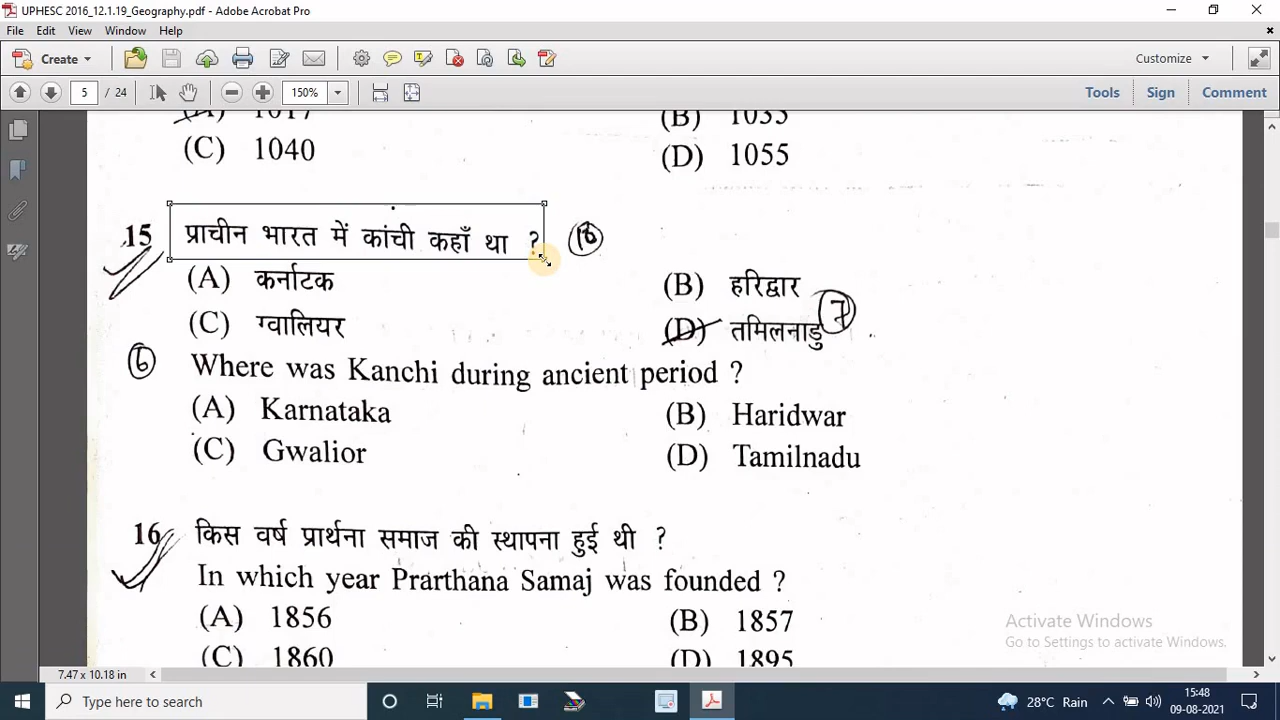 UPHESC 2016_12.1.19_Geography.pdf - Adobe Acrobat Pro
File Edit View Window Help
Create Customize
5 / 24 150% Tools Sign Comment
(A) 1017 (B) 1035
(C) 1040 (D) 1055
15 प्राचीन भारत में कांची कहाँ था ?
(A) कर्नाटक (B) हरिद्वार
(C) ग्वालियर (D) तमिलनाडु 7
6 Where was Kanchi during ancient period ?
(A) Karnataka (B) Haridwar
(C) Gwalior (D) Tamilnadu
16 किस वर्ष प्रार्थना समाज की स्थापना हुई थी ?
In which year Prarthana Samaj was founded ?
(A) 1856 (B) 1857
(C) 1860 (D) 1895
Activate Windows
Go to Settings to activate Windows.
7.47 x 10.18 in
Type here to search 28°C Rain 15:48
09-08-2021